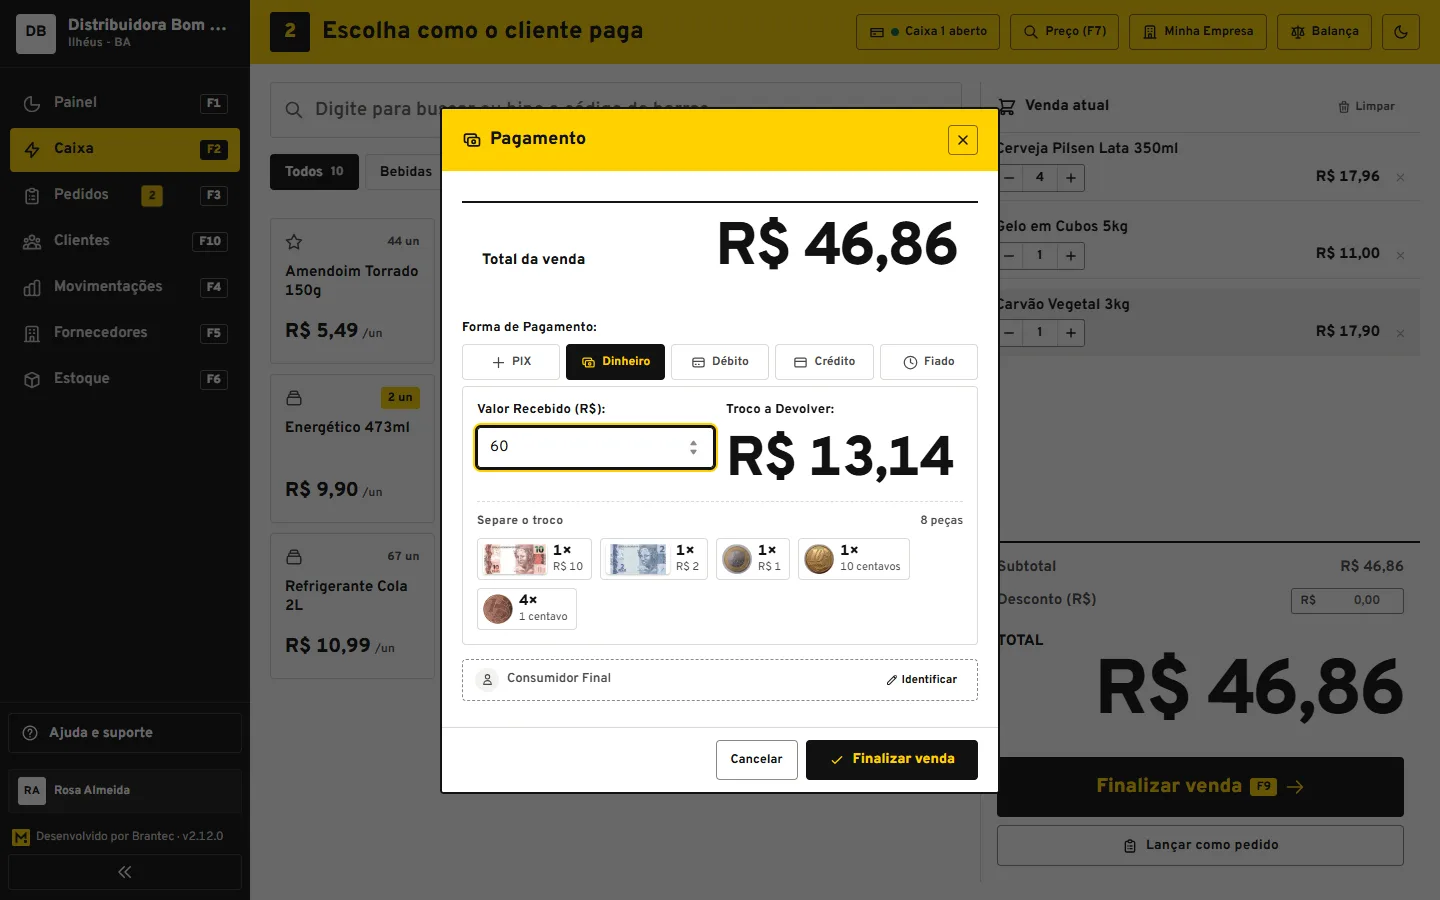 DB
Distribuidora Bom ...
Ilhéus - BA
Painel F1
Caixa F2
Pedidos 2 F3
Clientes F10
Movimentações F4
Fornecedores F5
Estoque F6
Ajuda e suporte
RA Rosa Almeida
Desenvolvido por Brantec · v2.12.0
2 Escolha como o cliente paga
Caixa 1 aberto
Preço (F7)
Minha Empresa
Balança
Todos 10
Bebidas
44 un
Amendoim Torrado
150g
R$ 5,49 /un
2 un
Energético 473ml
R$ 9,90 /un
67 un
Refrigerante Cola
2L
R$ 10,99 /un
Pagamento
Total da venda R$ 46,86
Forma de Pagamento:
PIX
Dinheiro
Débito
Crédito
Fiado
Valor Recebido (R$):
60
Troco a Devolver:
R$ 13,14
Separe o troco 8 peças
1×
R$ 10
1×
R$ 2
1×
R$ 1
1×
10 centavos
4×
1 centavo
Consumidor Final
Identificar
Cancelar
Finalizar venda
Venda atual
Limpar
Cerveja Pilsen Lata 350ml
4 R$ 17,96
Gelo em Cubos 5kg
1 R$ 11,00
Carvão Vegetal 3kg
1 R$ 17,90
Subtotal R$ 46,86
Desconto (R$) R$ 0,00
TOTAL
R$ 46,86
Finalizar venda F9
Lançar como pedido